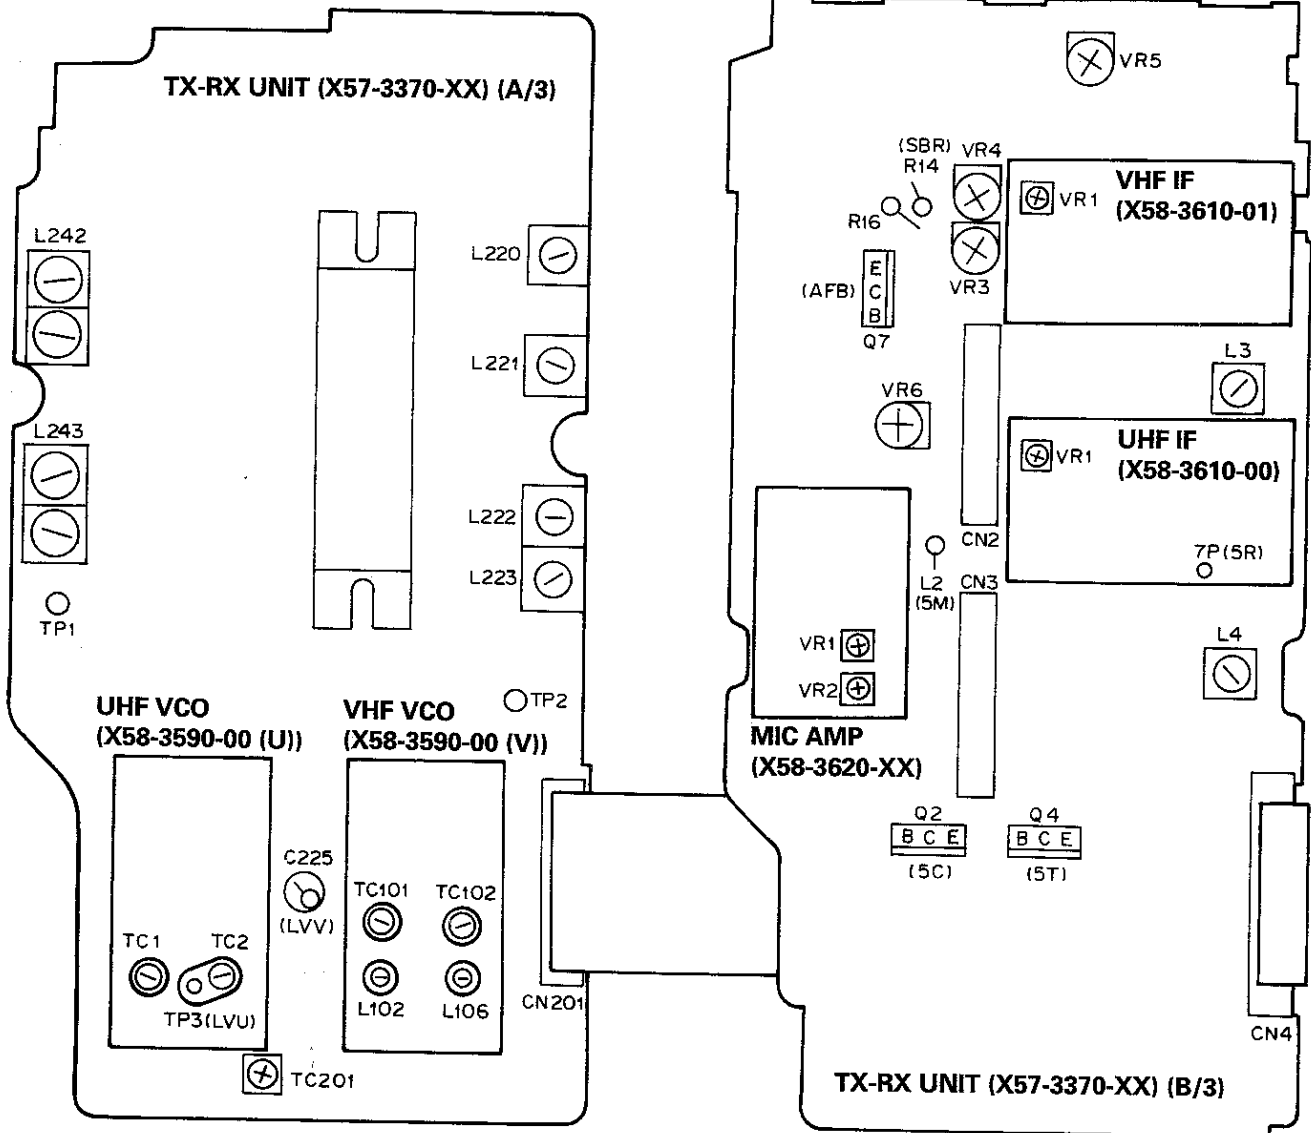 TX-RX UNIT (X57-3370-XX) (A/3)
L242
L220
L221
L243
L222
L223
TP1
TP2
UHF VCO
(X58-3590-00 (U))
VHF VCO
(X58-3590-00 (V))
C225
(LVV)
TC101
TC102
TC1
TC2
L102
L106
TP3(LVU)
CN201
TC201
VR5
(SBR)
R14
VR4
R16
VR3
VHF IF
(X58-3610-01)
VR1
(AFB)
E
C
B
Q7
L3
VR6
UHF IF
(X58-3610-00)
VR1
7P(5R)
CN2
L2
(5M)
CN3
VR1
VR2
L4
MIC AMP
(X58-3620-XX)
Q2
B C E
(5C)
Q4
B C E
(5T)
CN4
TX-RX UNIT (X57-3370-XX) (B/3)